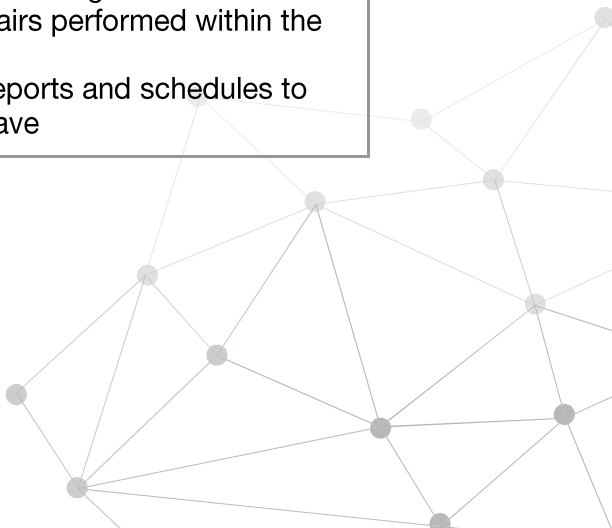 airs performed within the
eports and schedules to
ave